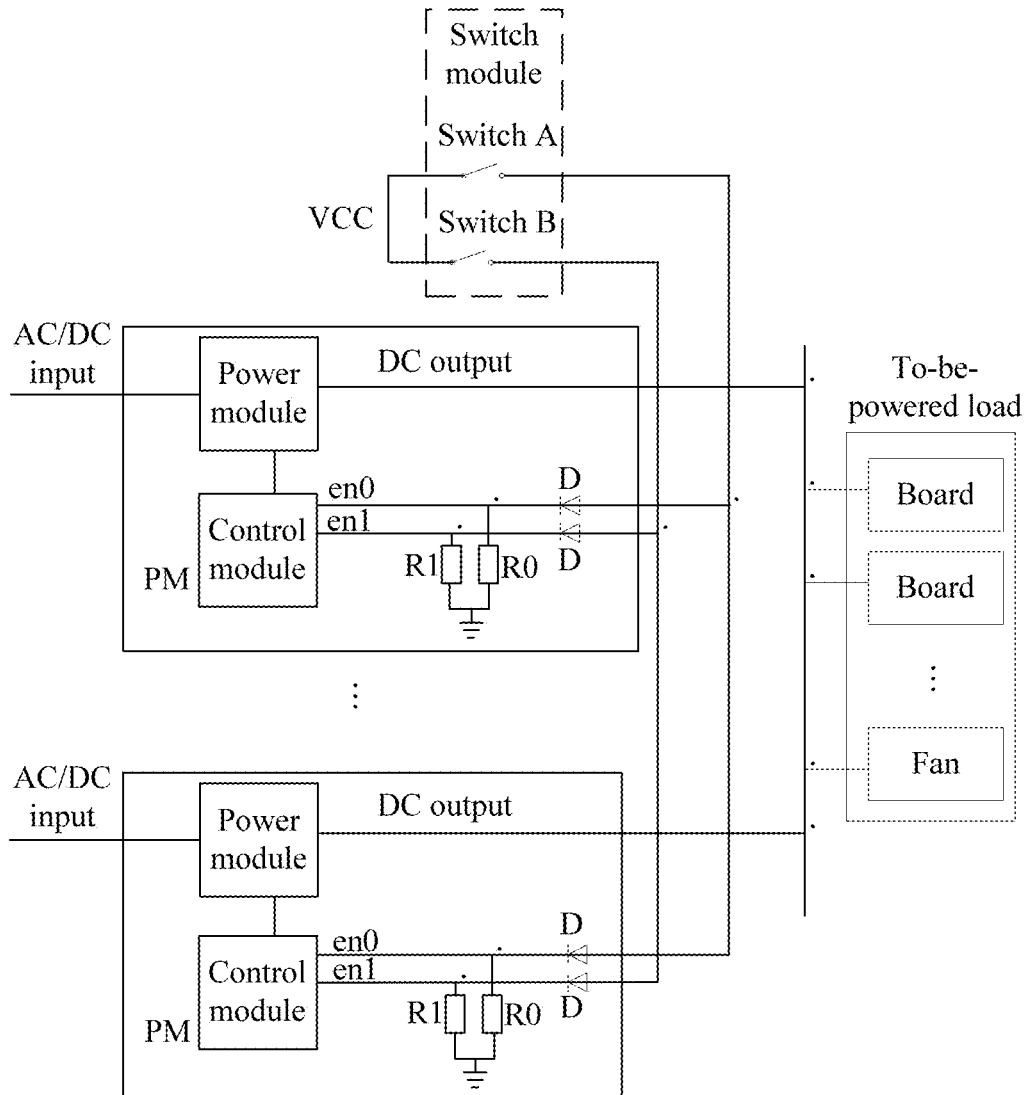 Switch
module
Switch A
VCC
Switch B
AC/DC
input
Power
module
DC output
To-be-
powered load
en0
en1
D
D
Control
module
PM
R1
R0
Board
Board
⋮
Fan
⋮
AC/DC
input
Power
module
DC output
en0
en1
D
D
Control
module
PM
R1
R0